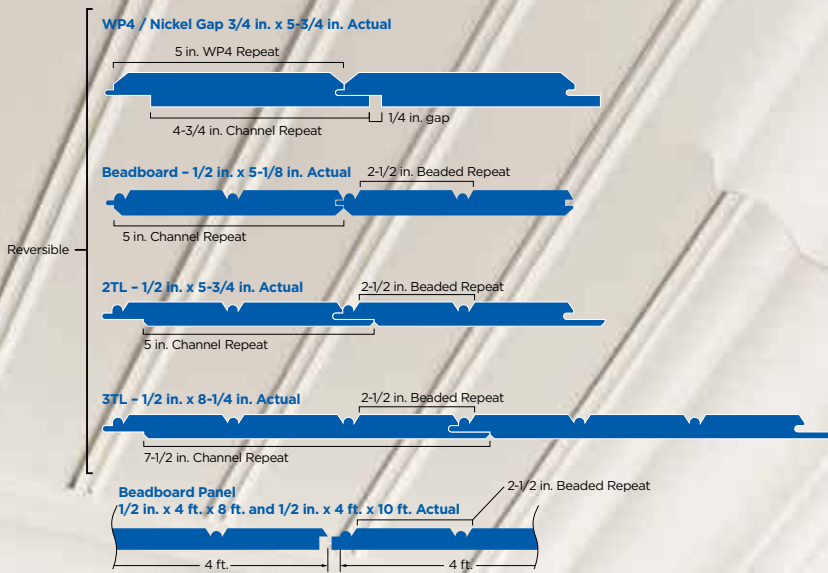 WP4 / Nickel Gap 3/4 in. x 5-3/4 in. Actual
5 in. WP4 Repeat
4-3/4 in. Channel Repeat
1/4 in. gap
Beadboard – 1/2 in. x 5-1/8 in. Actual
2-1/2 in. Beaded Repeat
5 in. Channel Repeat
Reversible
2TL – 1/2 in. x 5-3/4 in. Actual
2-1/2 in. Beaded Repeat
5 in. Channel Repeat
3TL – 1/2 in. x 8-1/4 in. Actual
2-1/2 in. Beaded Repeat
7-1/2 in. Channel Repeat
Beadboard Panel
1/2 in. x 4 ft. x 8 ft. and 1/2 in. x 4 ft. x 10 ft. Actual
2-1/2 in. Beaded Repeat
4 ft.
4 ft.